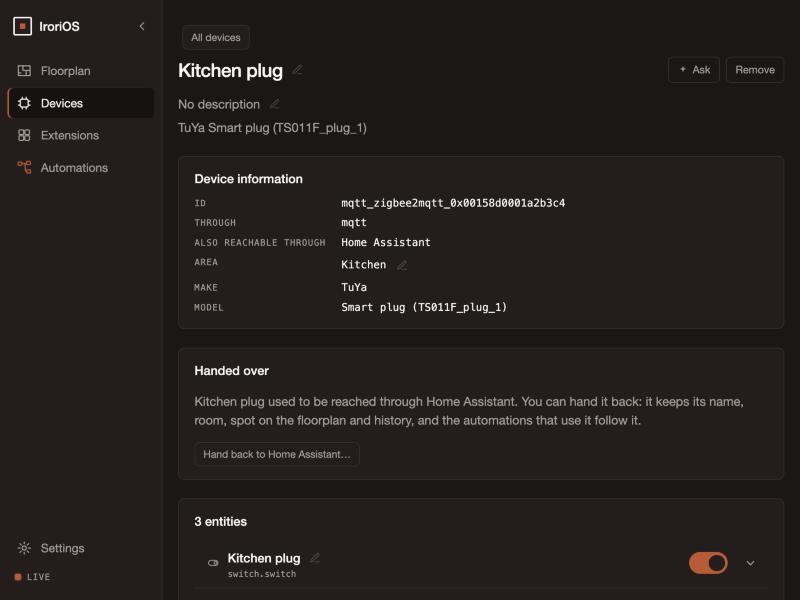 IroriOS
Floorplan
Devices
Extensions
Automations
Settings
LIVE
All devices
Kitchen plug
Ask
Remove
No description
TuYa Smart plug (TS011F_plug_1)
Device information
ID mqtt_zigbee2mqtt_0x00158d0001a2b3c4
THROUGH mqtt
ALSO REACHABLE THROUGH Home Assistant
AREA Kitchen
MAKE TuYa
MODEL Smart plug (TS011F_plug_1)
Handed over
Kitchen plug used to be reached through Home Assistant. You can hand it back: it keeps its name,
room, spot on the floorplan and history, and the automations that use it follow it.
Hand back to Home Assistant…
3 entities
Kitchen plug
switch.switch